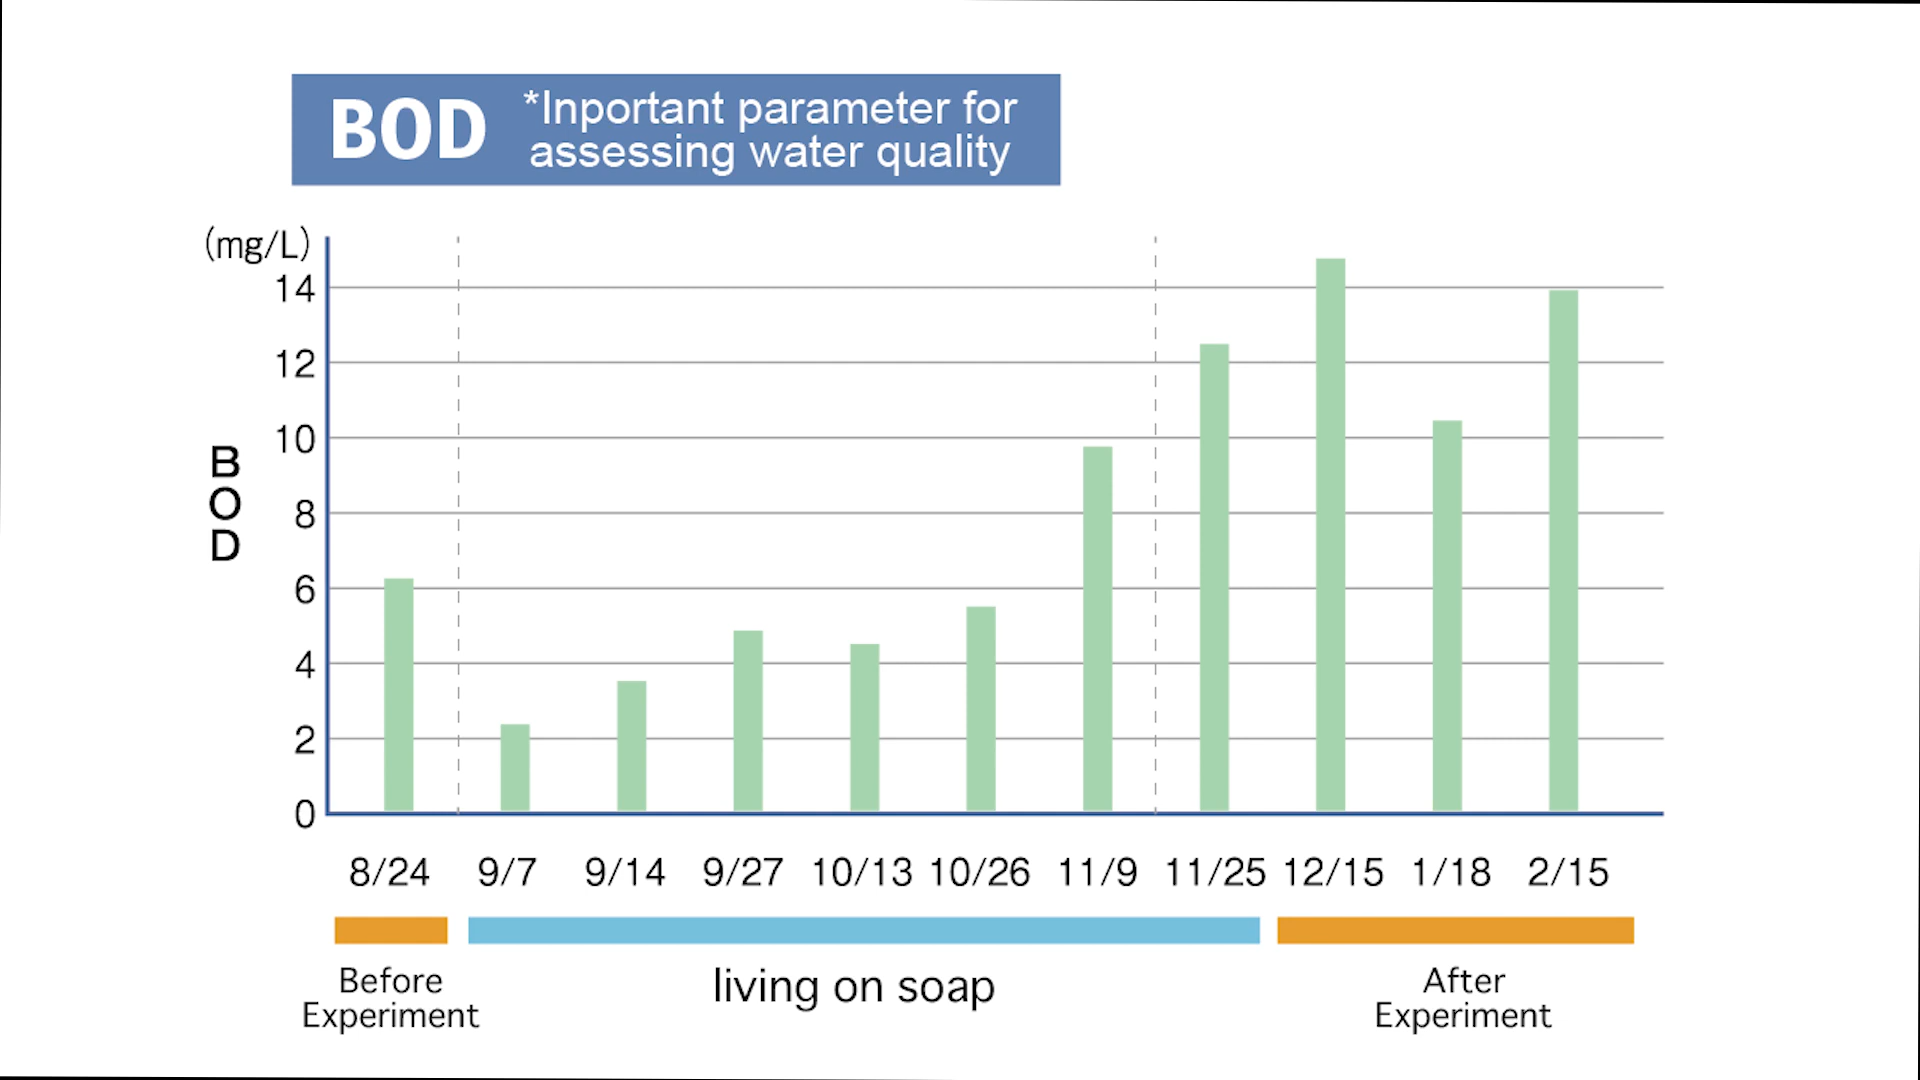 BOD
*Inportant parameter for
assessing water quality
(mg/L)
14
12
10
8
6
4
2
0
BOD
8/24 9/7 9/14 9/27 10/13 10/26 11/9 11/25 12/15 1/18 2/15
Before
Experiment
living on soap
After
Experiment